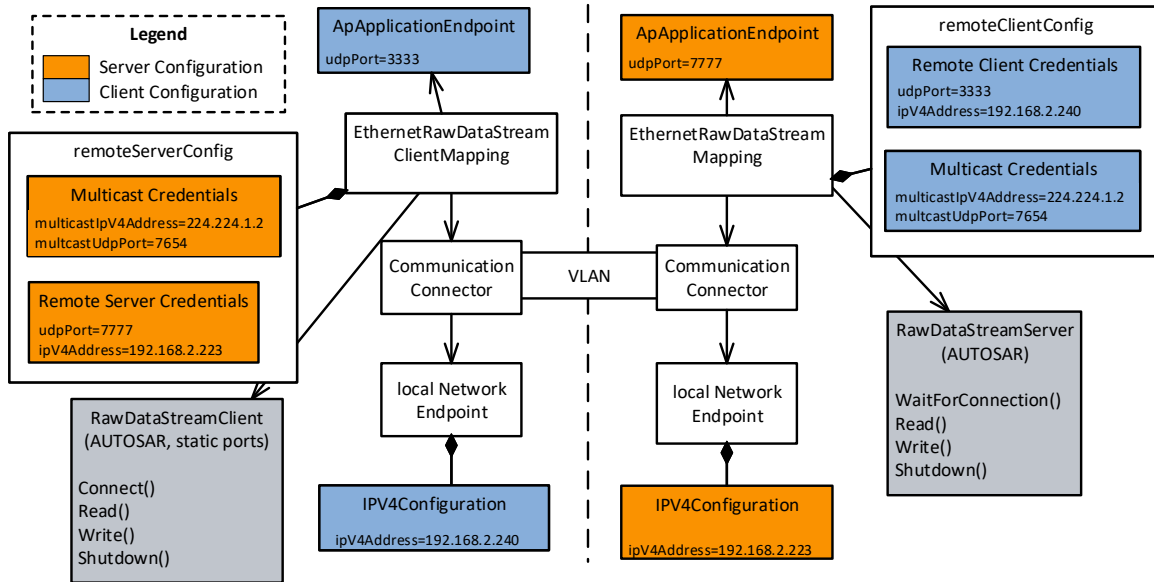 Legend
Server Configuration
Client Configuration
ApApplicationEndpoint
udpPort=3333
EthernetRawDataStream
ClientMapping
remoteServerConfig
Multicast Credentials
multicastIpV4Address=224.224.1.2
multcastUdpPort=7654
Remote Server Credentials
udpPort=7777
ipV4Address=192.168.2.223
RawDataStreamClient
(AUTOSAR, static ports)
Connect()
Read()
Write()
Shutdown()
Communication
Connector
VLAN
local Network
Endpoint
IPV4Configuration
ipV4Address=192.168.2.240
ApApplicationEndpoint
udpPort=7777
EthernetRawDataStream
Mapping
Communication
Connector
local Network
Endpoint
IPV4Configuration
ipV4Address=192.168.2.223
remoteClientConfig
Remote Client Credentials
udpPort=3333
ipV4Address=192.168.2.240
Multicast Credentials
multicastIpV4Address=224.224.1.2
multcastUdpPort=7654
RawDataStreamServer
(AUTOSAR)
WaitForConnection()
Read()
Write()
Shutdown()